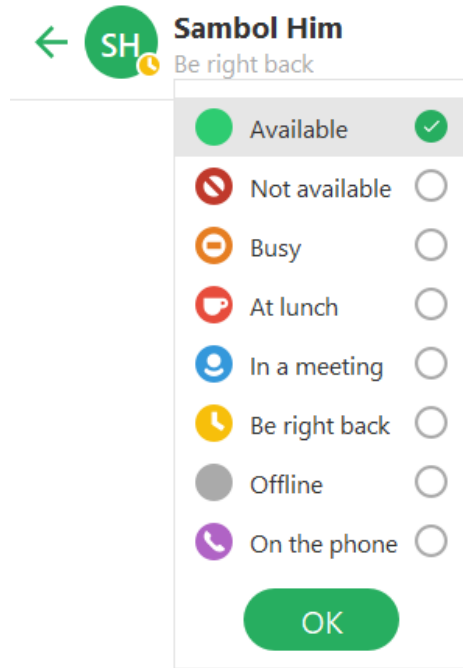 SH
Sambol Him
Be right back
Available
Not available
Busy
At lunch
In a meeting
Be right back
Offline
On the phone
OK